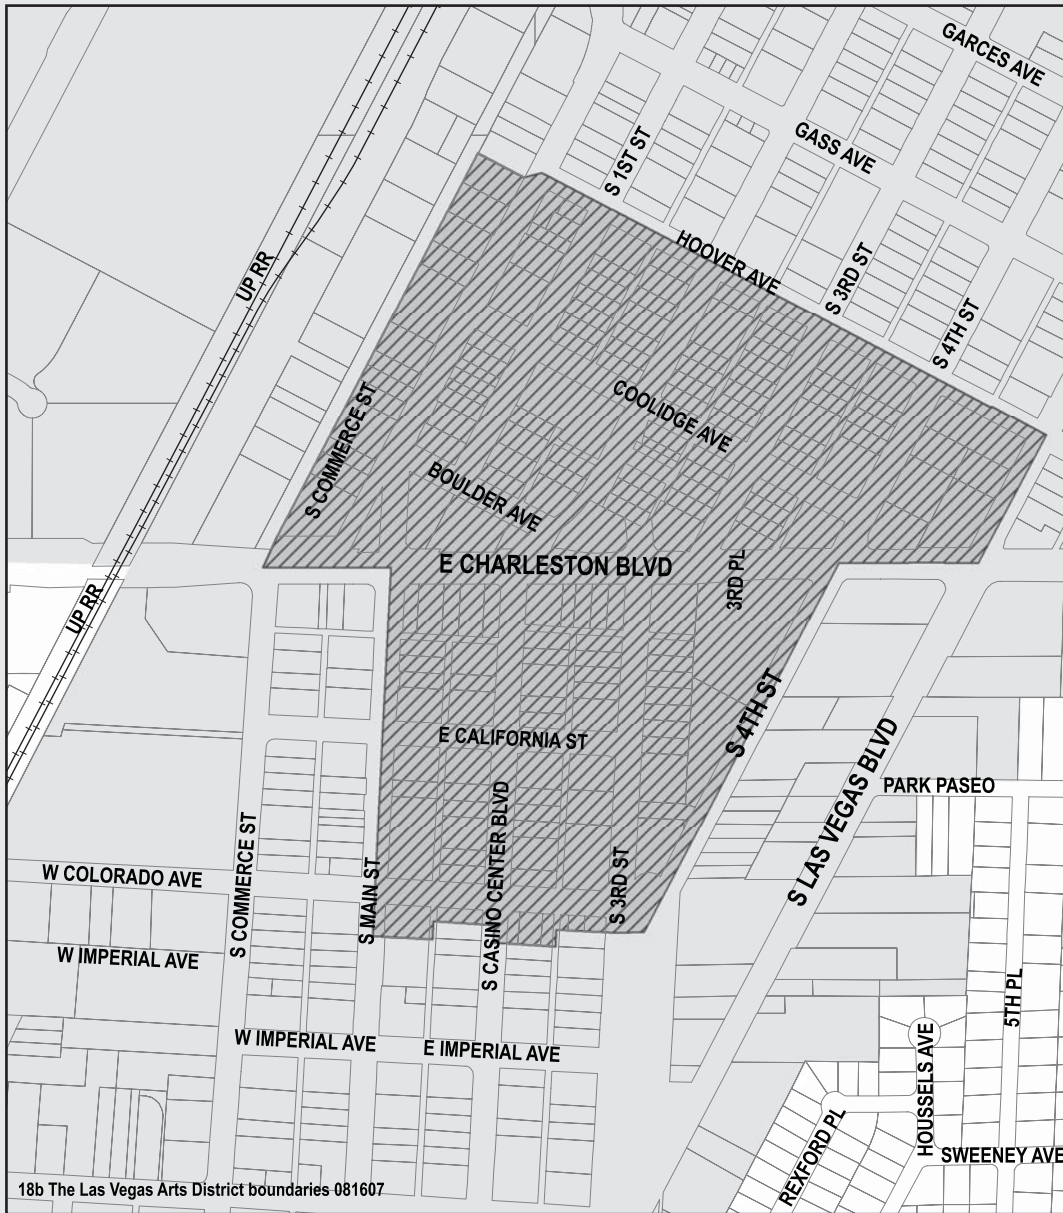 GARCES AVE
GASS AVE
S 1ST ST
HOOVER AVE
S 3RD ST
UP RR
S 4TH ST
COOLIDGE AVE
S COMMERCE ST
BOULDER AVE
E CHARLESTON BLVD
3RD PL
UP RR
S 4TH ST
E CALIFORNIA ST
S LAS VEGAS BLVD
PARK PASEO
S CASINO CENTER BLVD
S COMMERCE ST
S MAIN ST
S 3RD ST
W COLORADO AVE
W IMPERIAL AVE
5TH PL
W IMPERIAL AVE
E IMPERIAL AVE
HOUSSELS AVE
REXFORD PL
SWEENEY AVE
18b The Las Vegas Arts District boundaries 081607